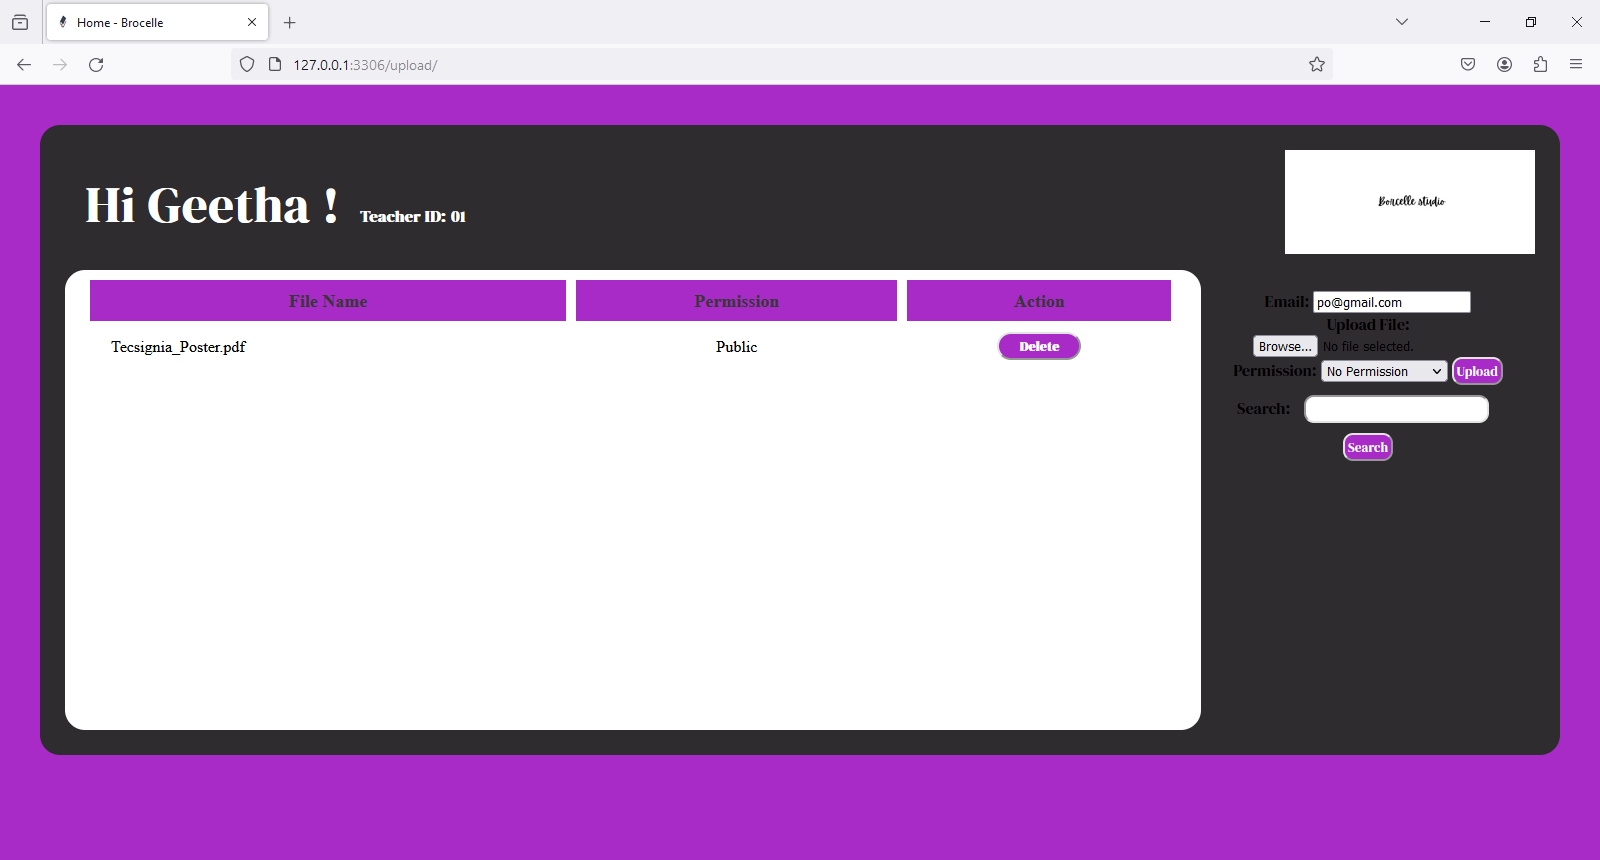 Home - Brocelle
127.0.0.1:3306/upload/
Hi Geetha ! Teacher ID: 01
Borcelle studio
File Name Permission Action
Tecsignia_Poster.pdf Public Delete
Email: po@gmail.com
Upload File:
Browse... No file selected.
Permission: No Permission Upload
Search:
Search